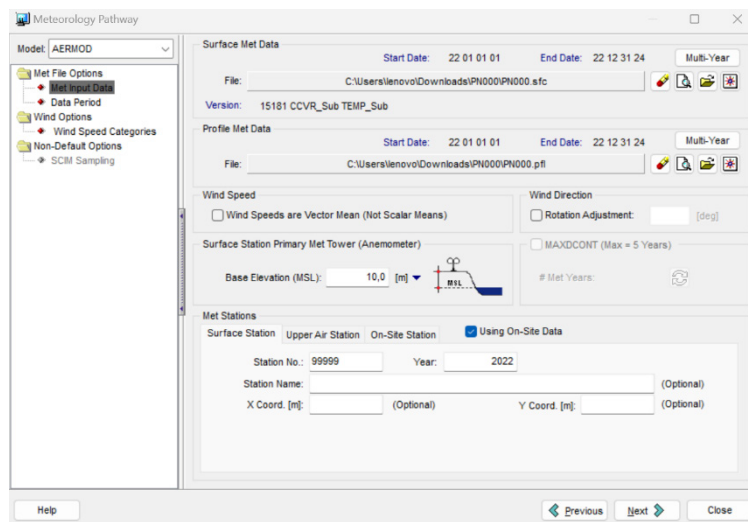 Meteorology Pathway
Model: AERMOD
Met File Options
Met Input Data
Data Period
Wind Options
Wind Speed Categories
Non-Default Options
SCIM Sampling
Surface Met Data
Start Date: 22 01 01 01 End Date: 22 12 31 24 Multi-Year
File: C:\Users\lenovo\Downloads\PN000\PN000.sfc
Version: 15181 CCVR_Sub TEMP_Sub
Profile Met Data
Start Date: 22 01 01 01 End Date: 22 12 31 24 Multi-Year
File: C:\Users\lenovo\Downloads\PN000\PN000.pfl
Wind Speed
Wind Speeds are Vector Mean (Not Scalar Means)
Wind Direction
Rotation Adjustment: [deg]
Surface Station Primary Met Tower (Anemometer)
Base Elevation (MSL): 10,0 [m] MSL
MAXDCONT (Max = 5 Years)
# Met Years:
Met Stations
Surface Station Upper Air Station On-Site Station Using On-Site Data
Station No.: 99999 Year: 2022
Station Name: (Optional)
X Coord. [m]: (Optional) Y Coord. [m]: (Optional)
Help Previous Next Close